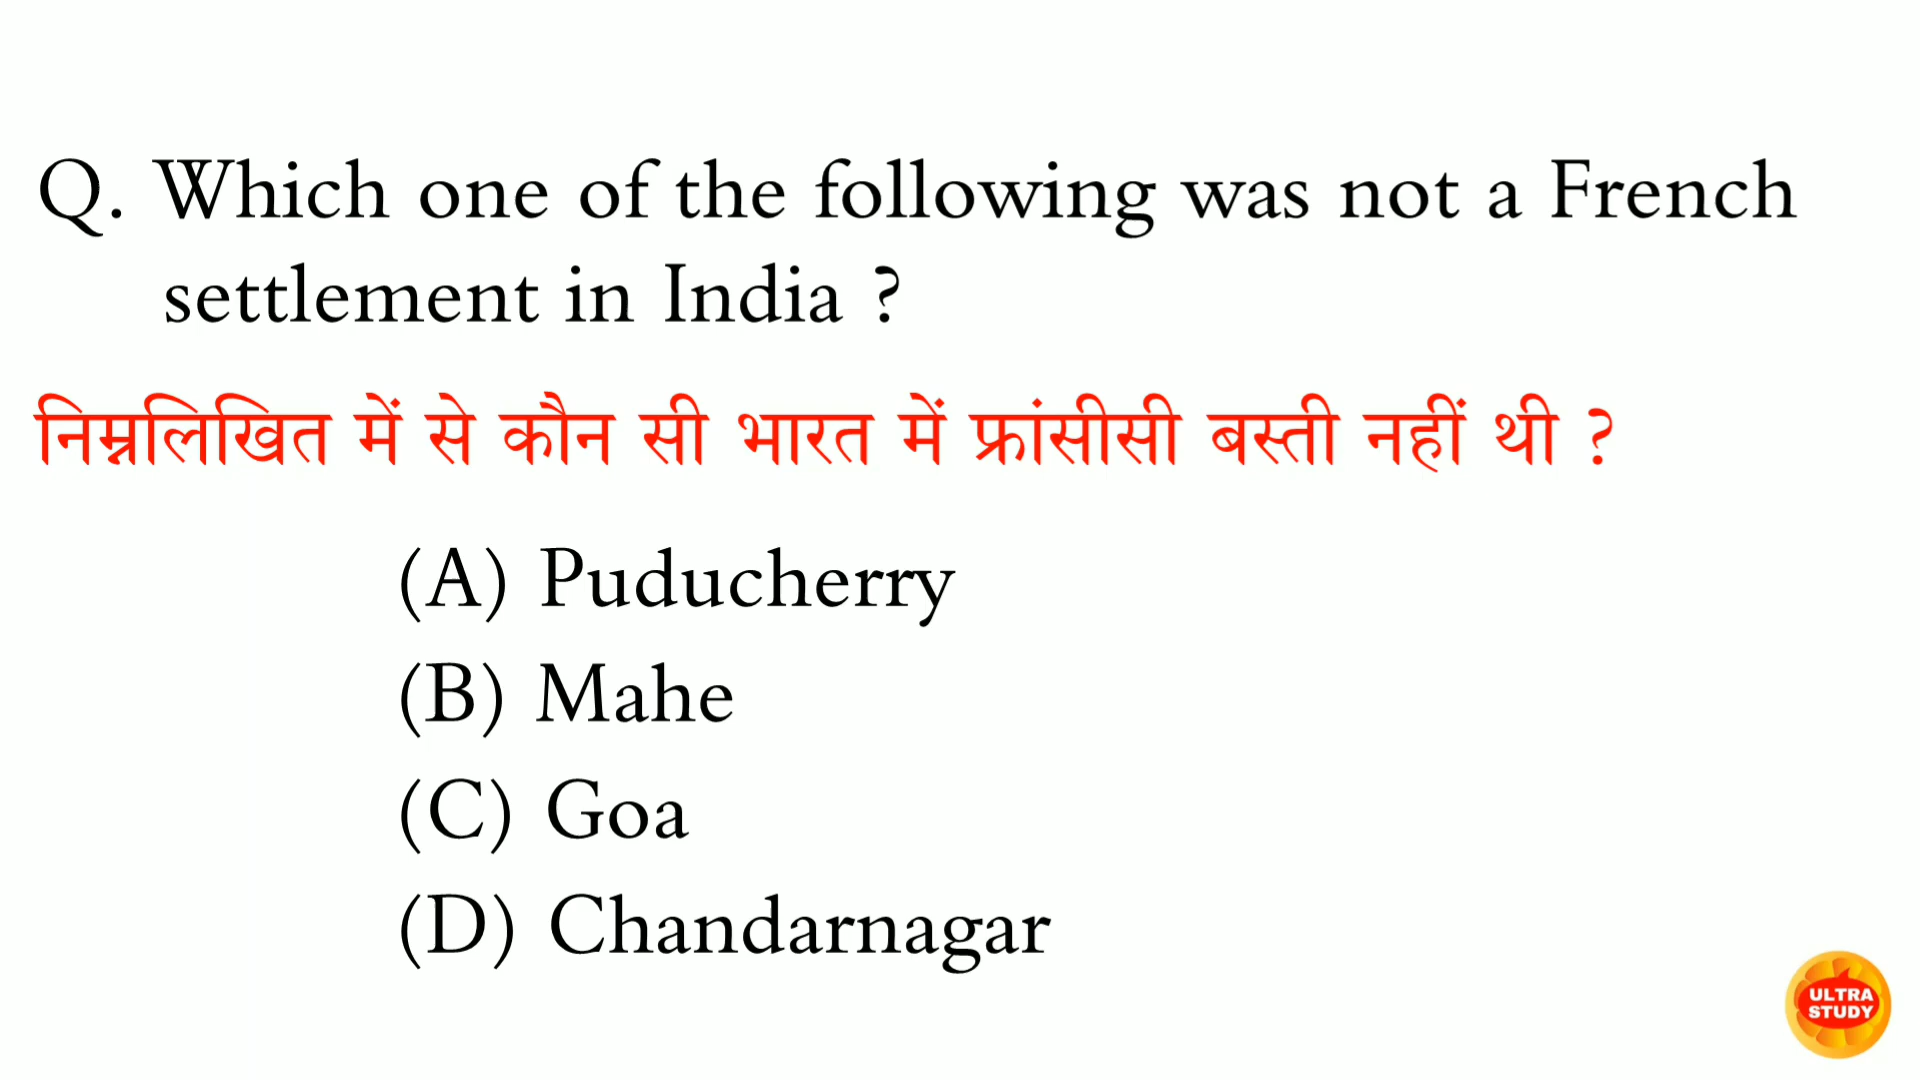 Q. Which one of the following was not a French
settlement in India ?
निम्नलिखित में से कौन सी भारत में फ्रांसीसी बस्ती नहीं थी ?
(A) Puducherry
(B) Mahe
(C) Goa
(D) Chandarnagar
ULTRA
STUDY